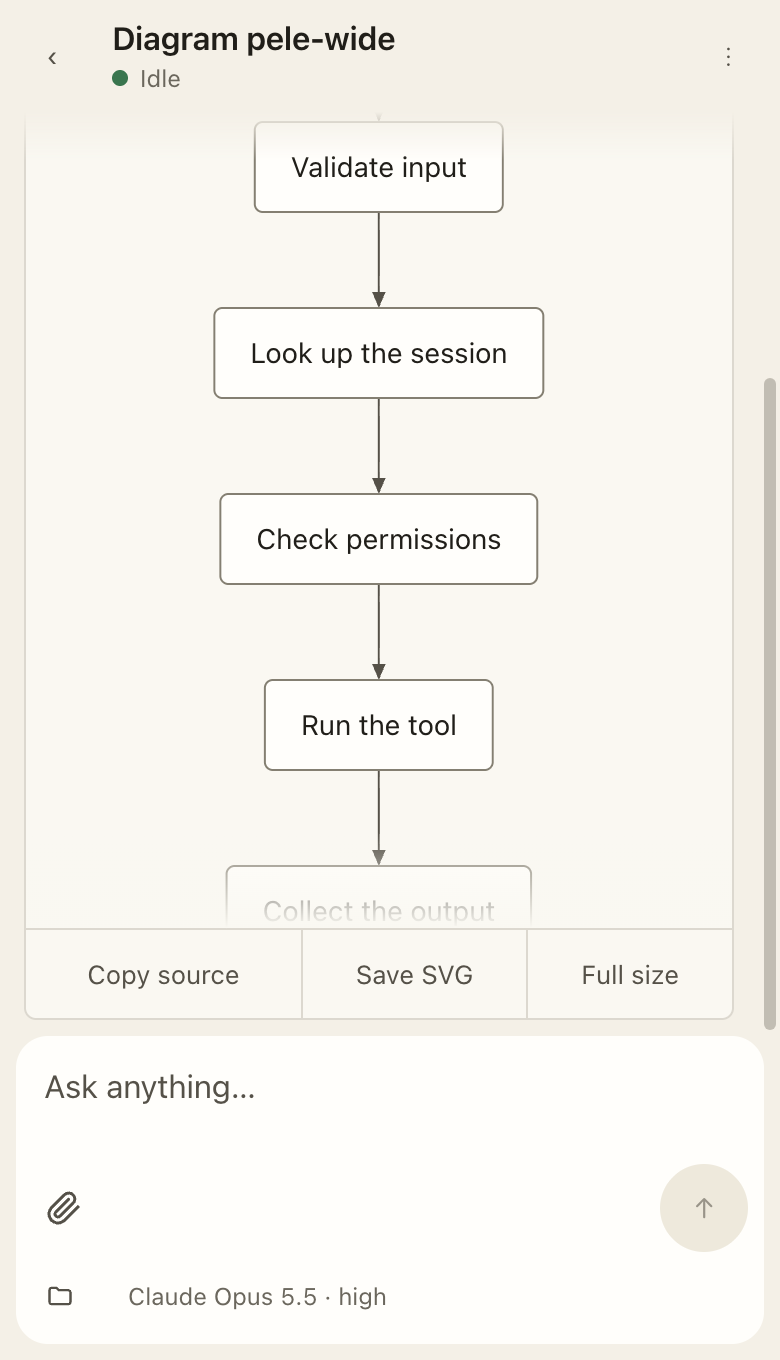 Diagram pele-wide
Idle
Validate input
Look up the session
Check permissions
Run the tool
Collect the output
Copy source
Save SVG
Full size
Ask anything...
Claude Opus 5.5 · high